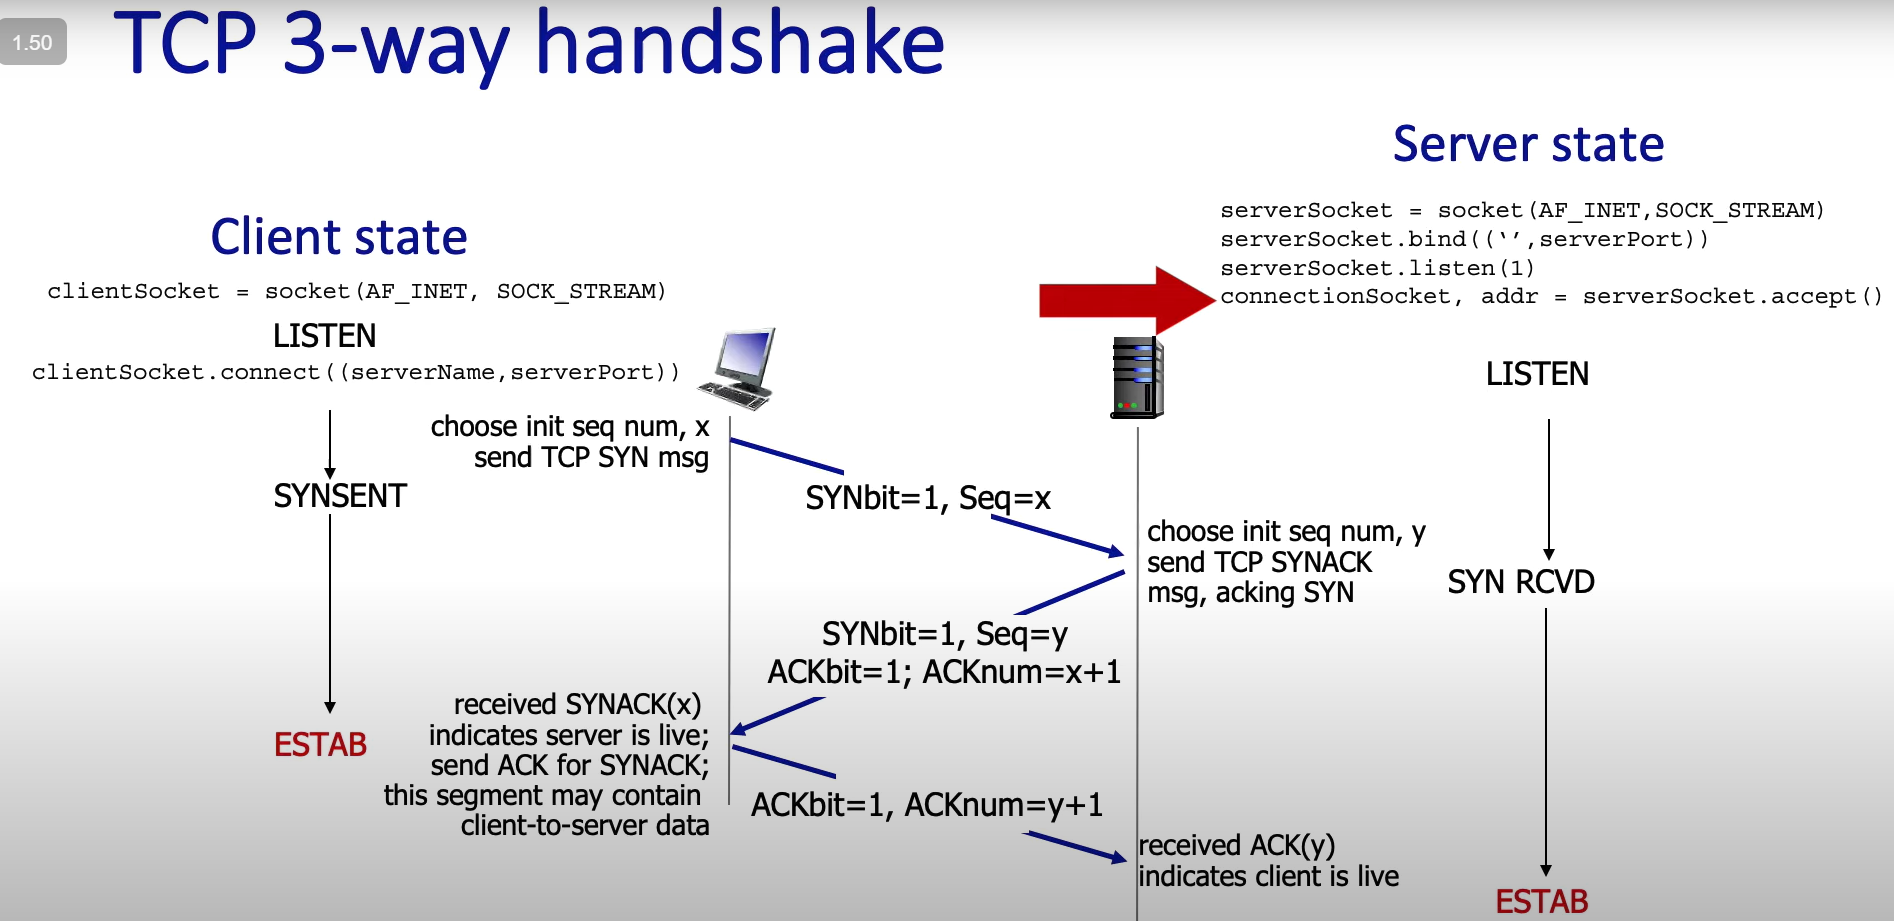 1.50
TCP 3-way handshake
Server state
serverSocket = socket(AF_INET,SOCK_STREAM)
serverSocket.bind((‘’,serverPort))
serverSocket.listen(1)
connectionSocket, addr = serverSocket.accept()
Client state
clientSocket = socket(AF_INET, SOCK_STREAM)
LISTEN
clientSocket.connect((serverName,serverPort))
LISTEN
choose init seq num, x
send TCP SYN msg
SYNSENT
SYNbit=1, Seq=x
choose init seq num, y
send TCP SYNACK
msg, acking SYN
SYN RCVD
SYNbit=1, Seq=y
ACKbit=1; ACKnum=x+1
received SYNACK(x)
indicates server is live;
send ACK for SYNACK;
this segment may contain
client-to-server data
ESTAB
ACKbit=1, ACKnum=y+1
received ACK(y)
indicates client is live
ESTAB